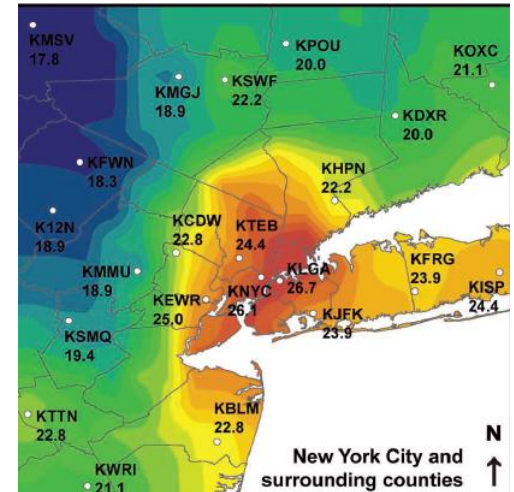 KMSV
17.8
KPOU
20.0
KOXC
21.1
KMGJ
18.9
KSWF
22.2
KDXR
20.0
KFWN
18.3
KHPN
22.2
K12N
18.9
KCDW
22.8
KTEB
24.4
KMMU
18.9
KLGA
26.7
KFRG
23.9
KISP
24.4
KEWR
25.0
KNYC
26.1
KJFK
23.9
KSMQ
19.4
KTTN
22.8
KBLM
22.8
KWRI
21.1
New York City and
surrounding counties
N